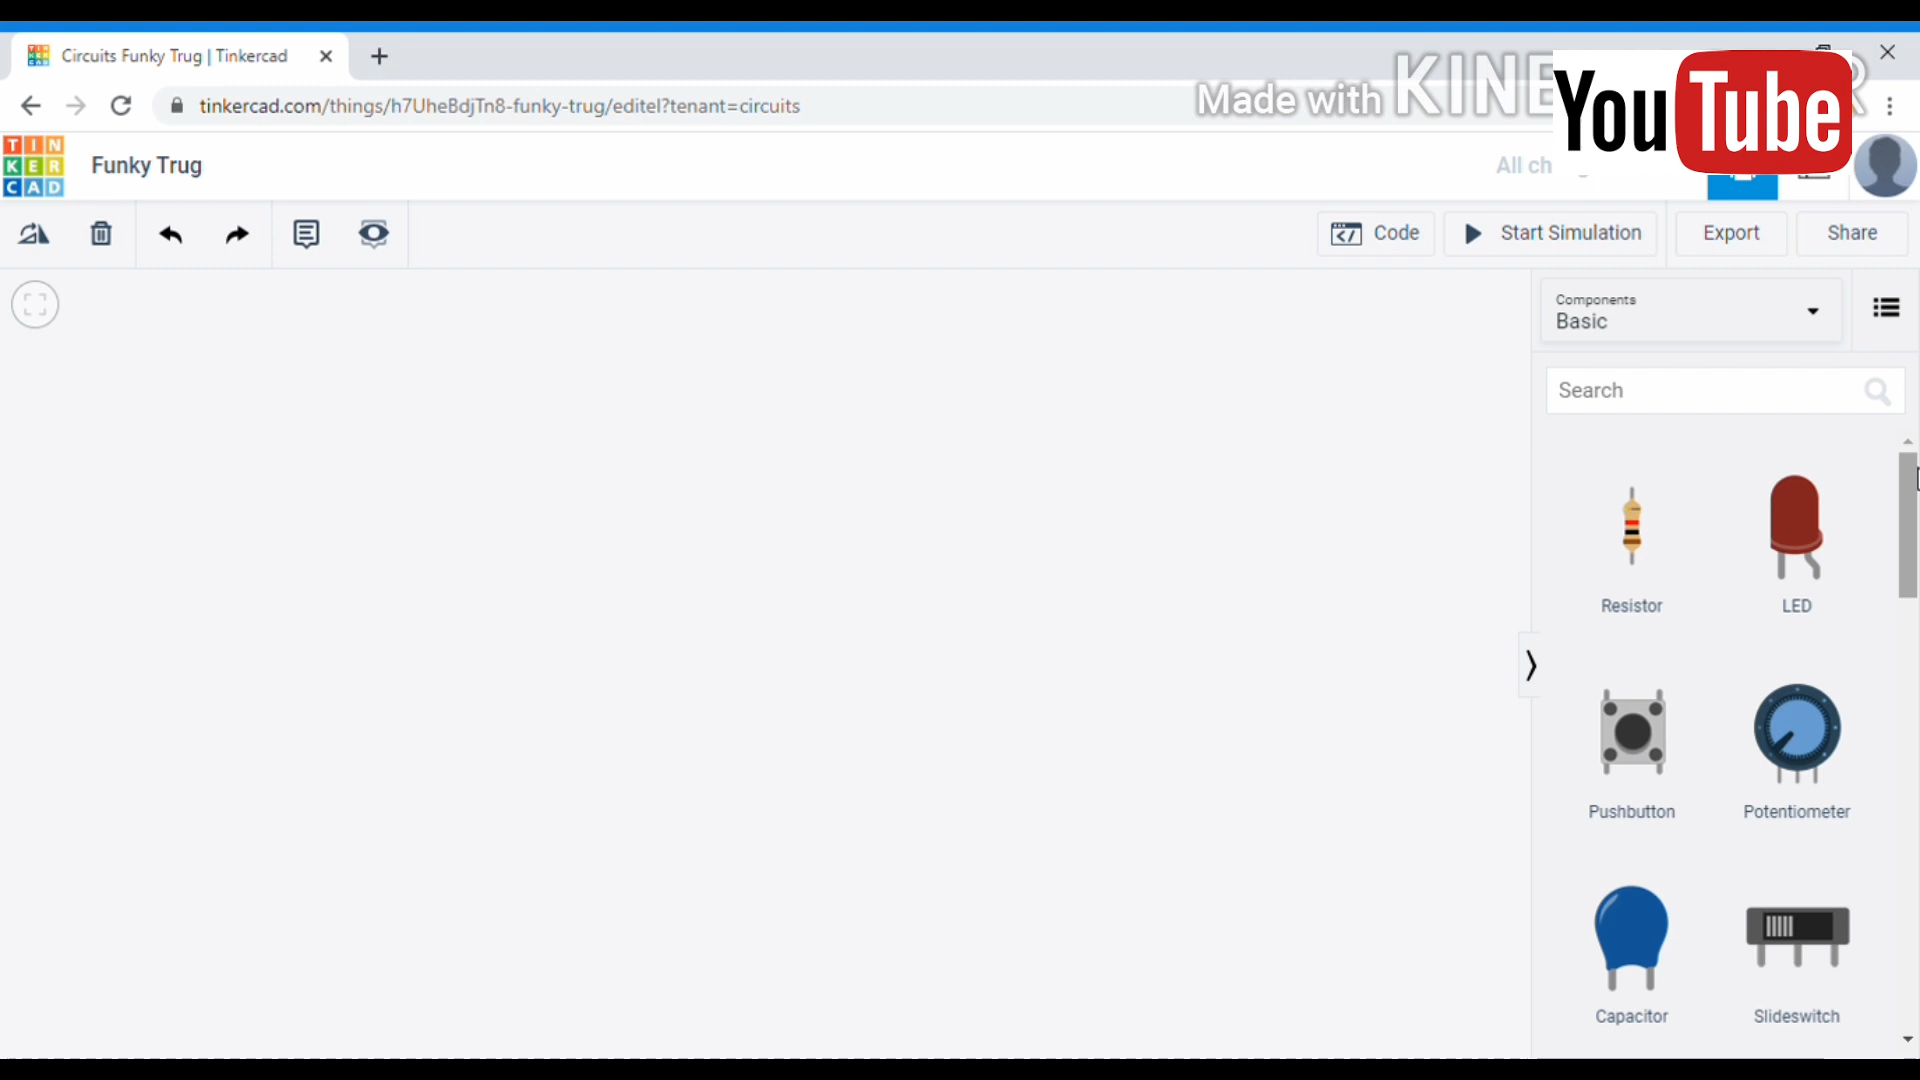 Circuits Funky Trug | Tinkercad
tinkercad.com/things/h7UheBdjTn8-funky-trug/editel?tenant=circuits
Made with KINE R
YouTube
TIN
KER
CAD
Funky Trug
All ch
Code
Start Simulation
Export
Share
Components
Basic
Search
Resistor
LED
Pushbutton
Potentiometer
Capacitor
Slideswitch